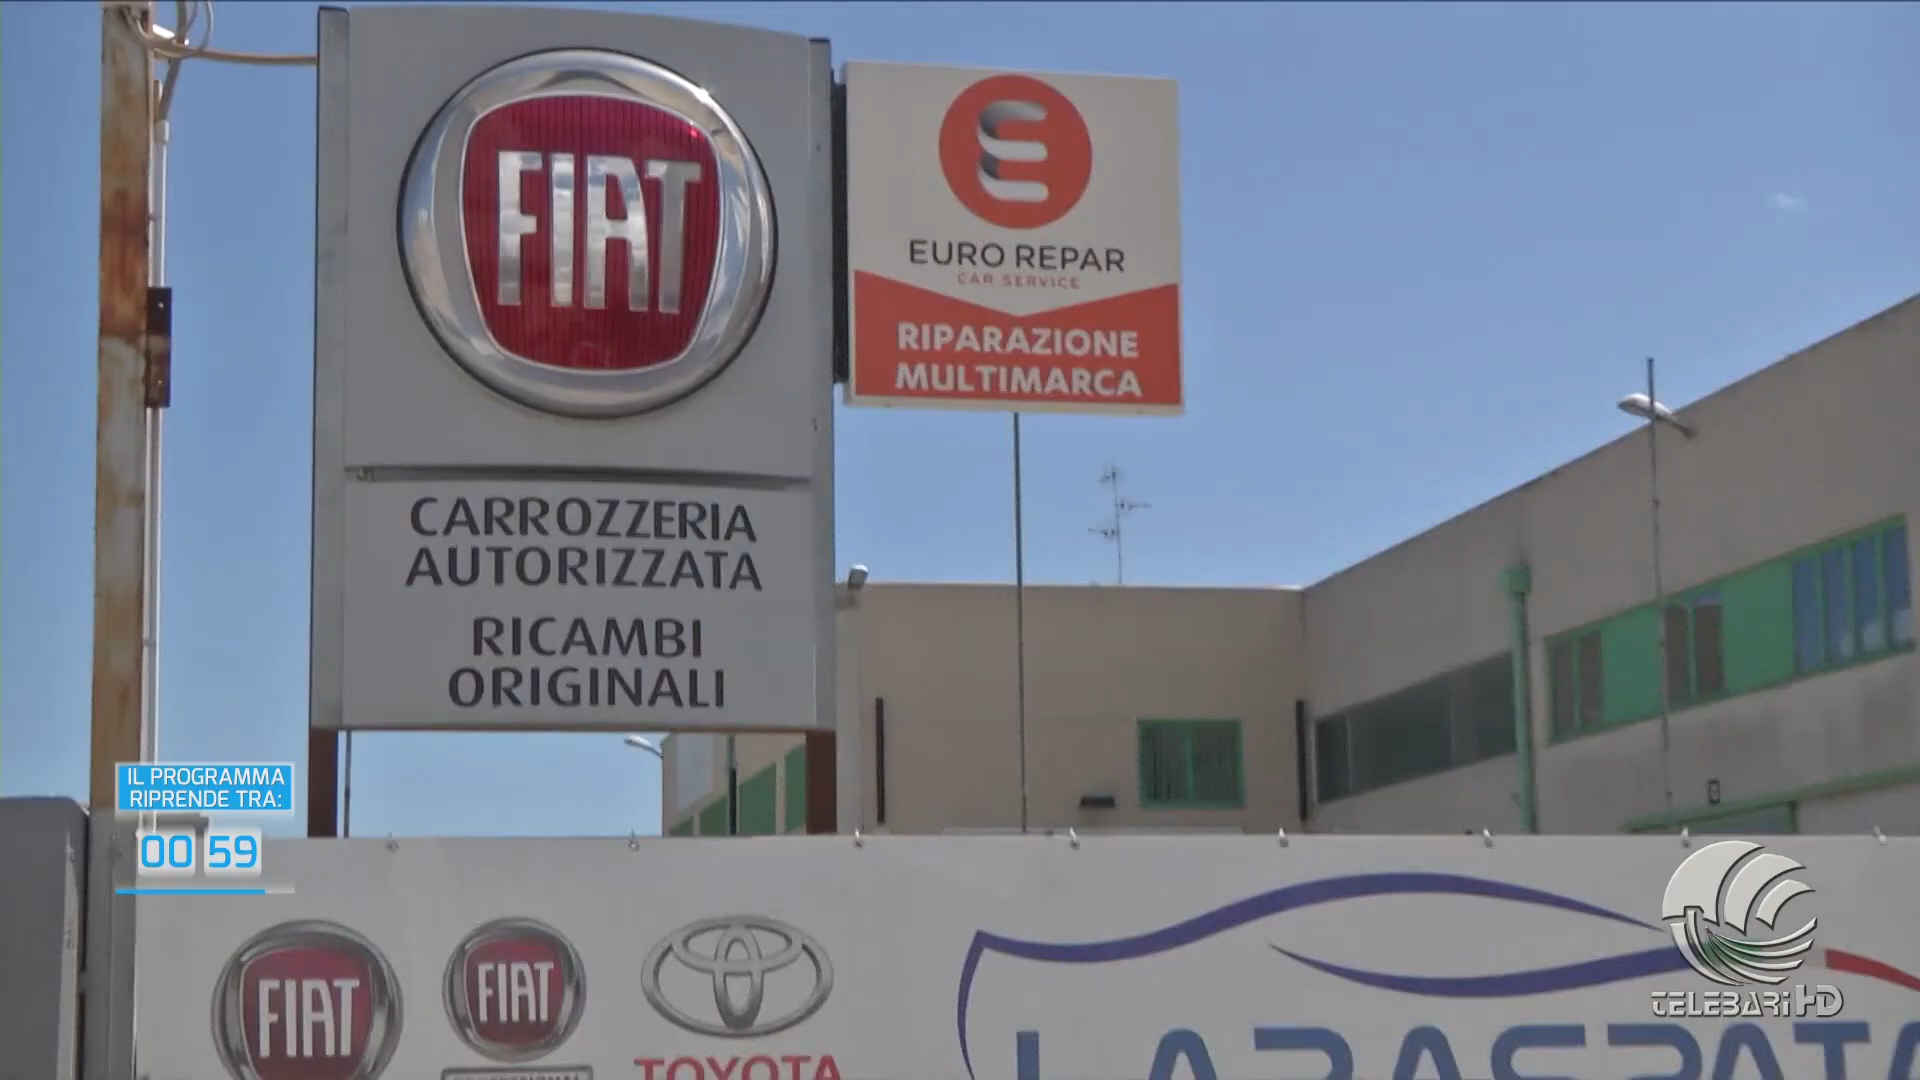 FIAT
CARROZZERIA
AUTORIZZATA
RICAMBI
ORIGINALI
EURO REPAR
CAR SERVICE
RIPARAZIONE
MULTIMARCA
IL PROGRAMMA
RIPRENDE TRA:
00 59
FIAT
FIAT
TOYOTA
TELEBARI HD